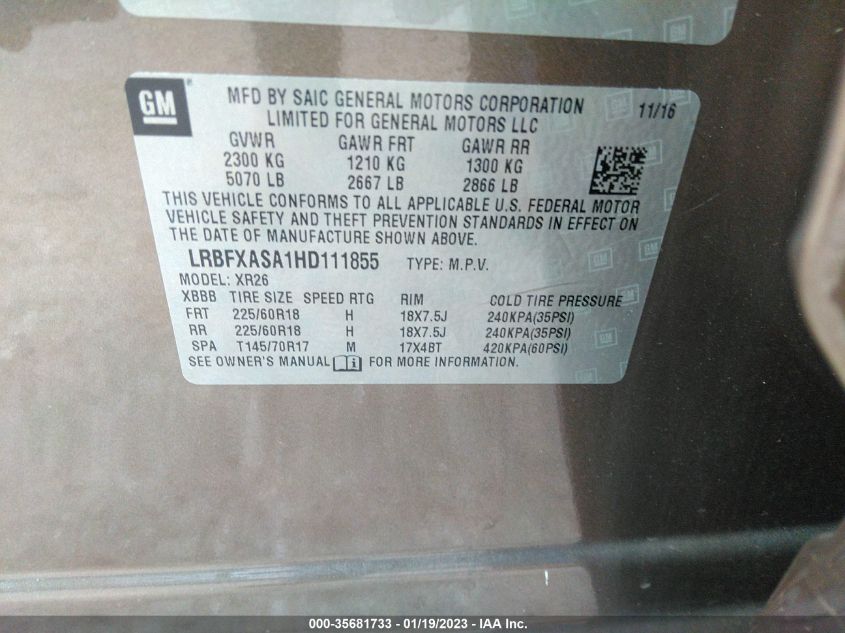 GM
MFD BY SAIC GENERAL MOTORS CORPORATION 11/16
LIMITED FOR GENERAL MOTORS LLC
GVWR GAWR FRT GAWR RR
2300 KG 1210 KG 1300 KG
5070 LB 2667 LB 2866 LB
THIS VEHICLE CONFORMS TO ALL APPLICABLE U.S. FEDERAL MOTOR
VEHICLE SAFETY AND THEFT PREVENTION STANDARDS IN EFFECT ON
THE DATE OF MANUFACTURE SHOWN ABOVE.
LRBFXASA1HD111855 TYPE: M.P.V.
MODEL: XR26
XBBB TIRE SIZE SPEED RTG RIM COLD TIRE PRESSURE
FRT 225/60R18 H 18X7.5J 240KPA(35PSI)
RR 225/60R18 H 18X7.5J 240KPA(35PSI)
SPA T145/70R17 M 17X4BT 420KPA(60PSI)
SEE OWNER'S MANUAL i FOR MORE INFORMATION.
000-35681733 - 01/19/2023 - IAA Inc.